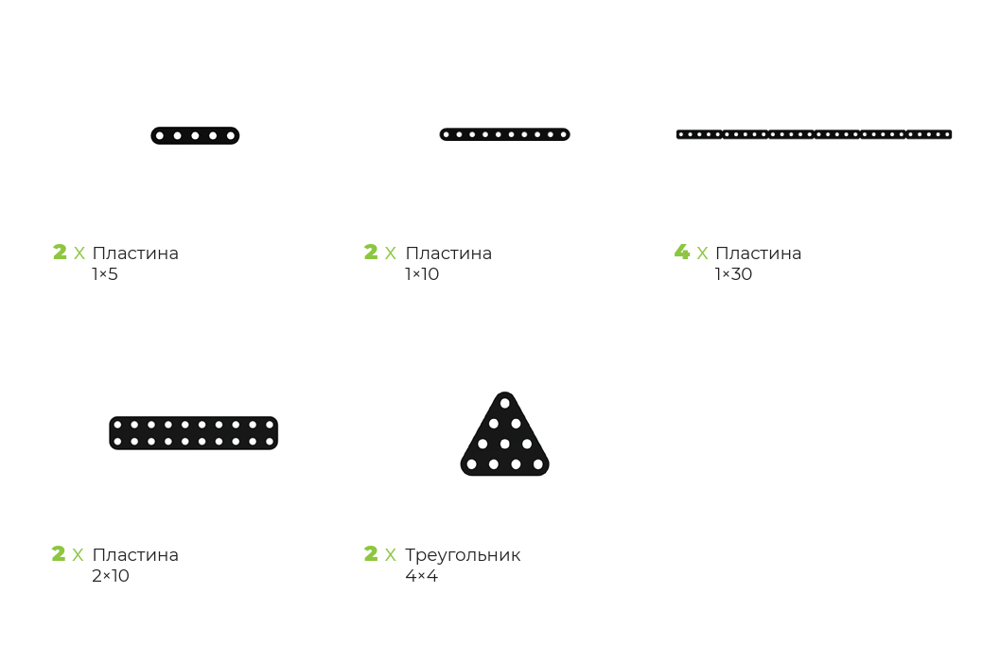 2 X Пластина
1×5
2 X Пластина
1×10
4 X Пластина
1×30
2 X Пластина
2×10
2 X Треугольник
4×4